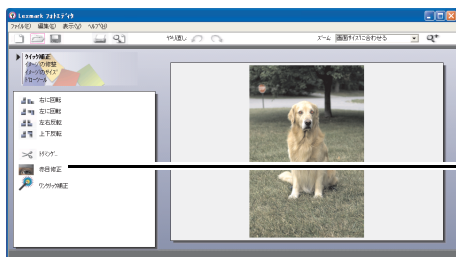 Lexmark フォトエディタ
ファイル(F) 編集(E) 表示(V) ヘルプ(H)
やり直し
ズーム 画面サイズに合わせる
クイック補正
イメージの修整
イメージのサイズ
ドローツール
右に回転
左に回転
左右反転
上下反転
トリミング...
赤目修正
ワンクリック補正